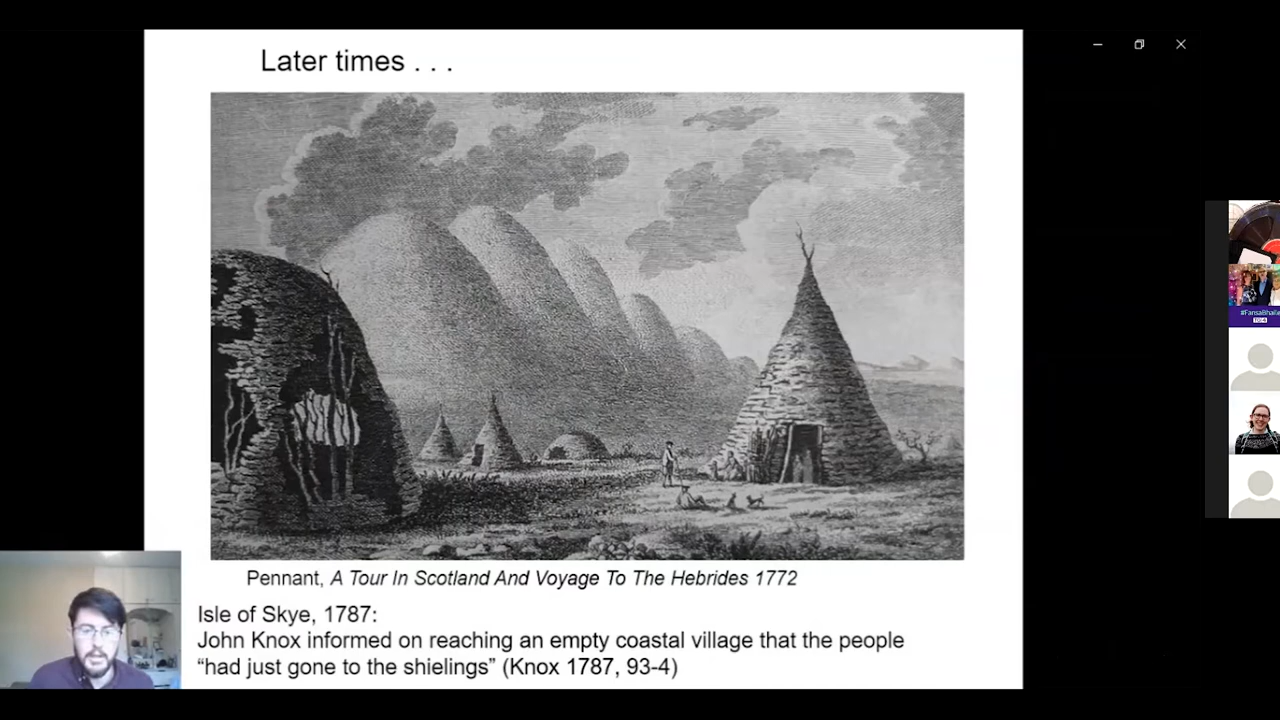 Later times . . .
Pennant, A Tour In Scotland And Voyage To The Hebrides 1772
Isle of Skye, 1787:
John Knox informed on reaching an empty coastal village that the people
“had just gone to the shielings” (Knox 1787, 93-4)